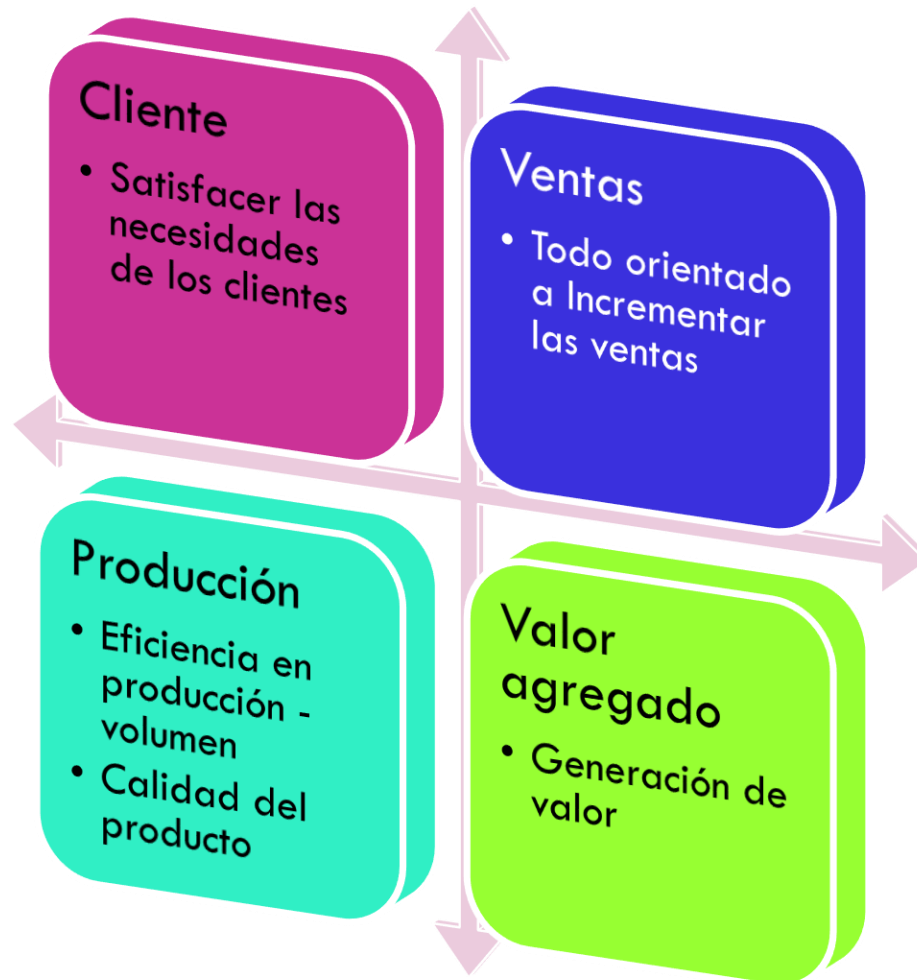 Cliente
• Satisfacer las
necesidades
de los clientes
Ventas
• Todo orientado
a Incrementar
las ventas
Producción
• Eficiencia en
producción -
volumen
• Calidad del
producto
Valor
agregado
• Generación de
valor